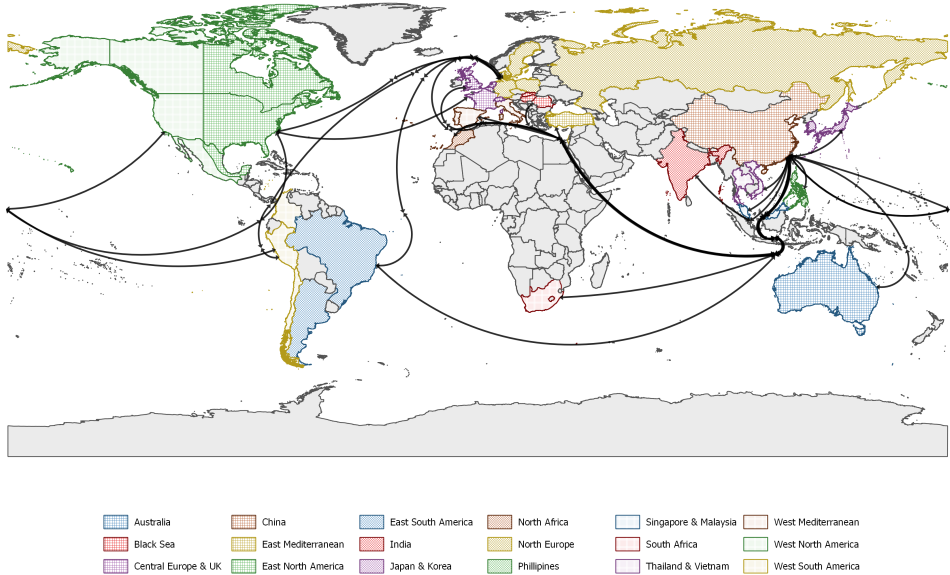 Australia China East South America North Africa Singapore & Malaysia West Mediterranean
Black Sea East Mediterranean India North Europe South Africa West North America
Central Europe & UK East North America Japan & Korea Phillipines Thailand & Vietnam West South America